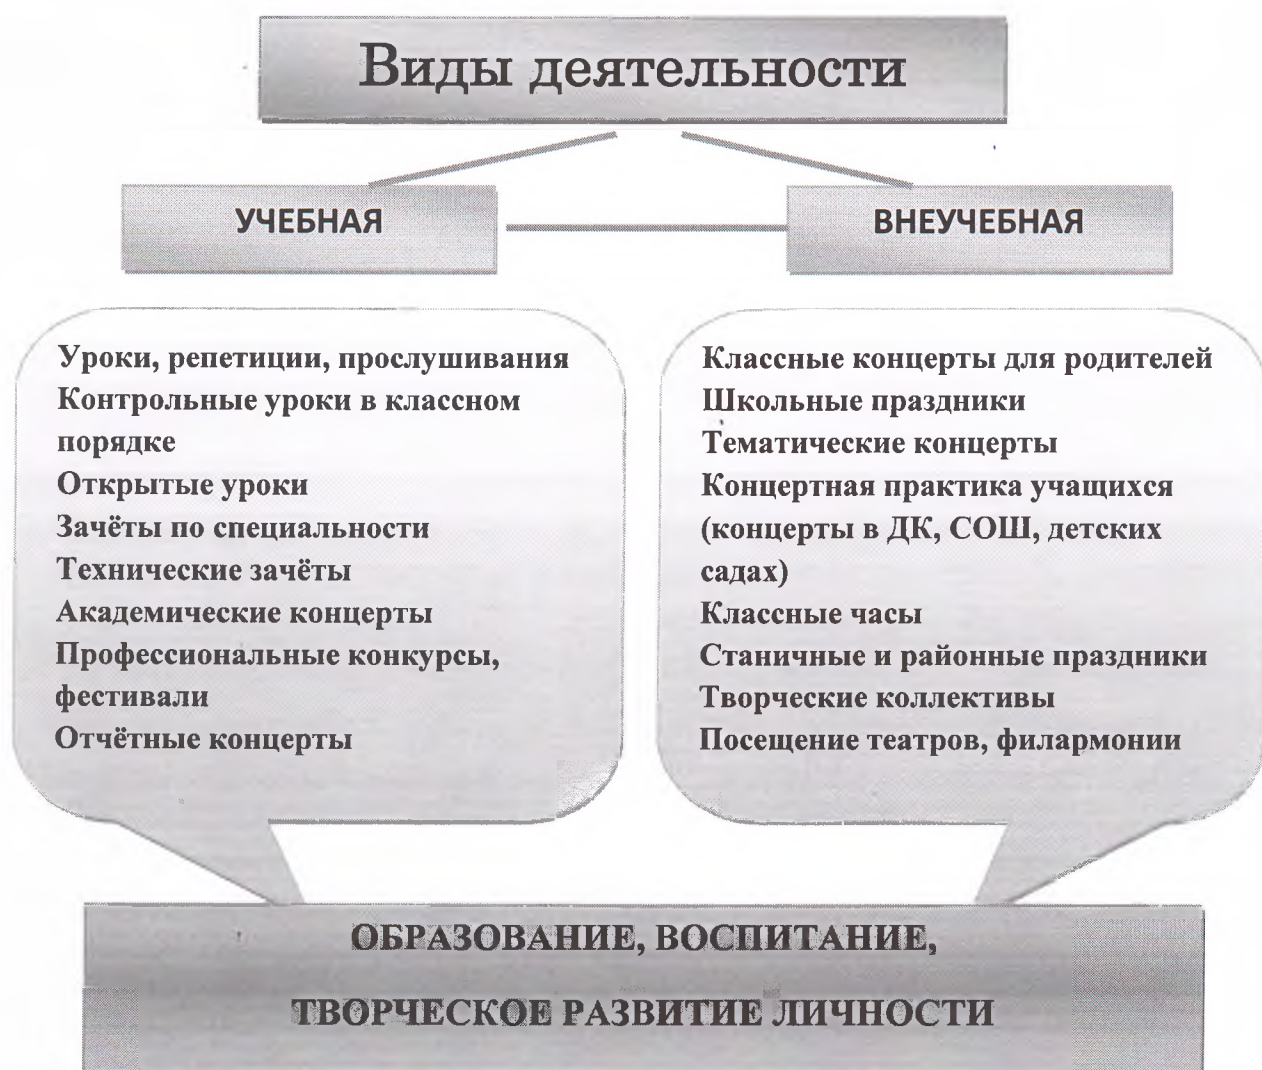 Виды деятельности
УЧЕБНАЯ
ВНЕУЧЕБНАЯ
Уроки, репетиции, прослушивания
Контрольные уроки в классном
порядке
Открытые уроки
Зачёты по специальности
Технические зачёты
Академические концерты
Профессиональные конкурсы,
фестивали
Отчётные концерты
Классные концерты для родителей
Школьные праздники
Тематические концерты
Концертная практика учащихся
(концерты в ДК, СОШ, детских
садах)
Классные часы
Станичные и районные праздники
Творческие коллективы
Посещение театров, филармонии
ОБРАЗОВАНИЕ, ВОСПИТАНИЕ,
ТВОРЧЕСКОЕ РАЗВИТИЕ ЛИЧНОСТИ